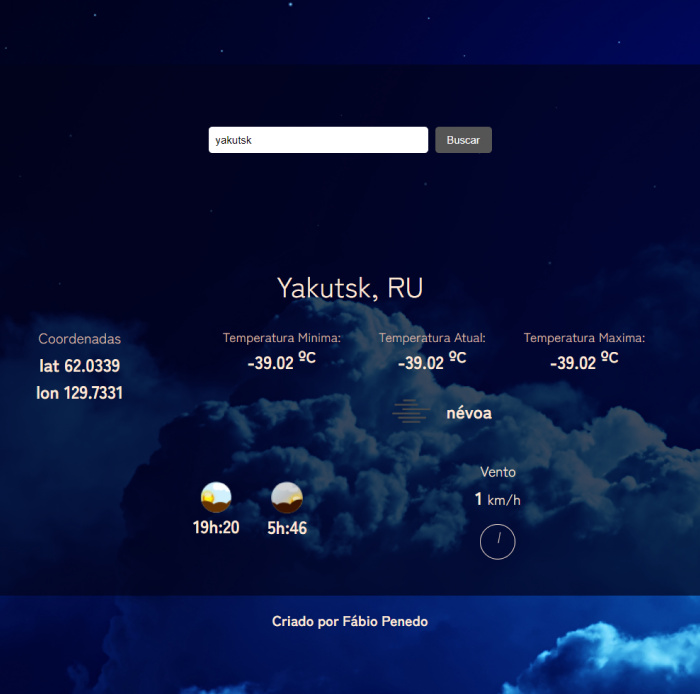 yakutsk
Buscar
Yakutsk, RU
Coordenadas
lat 62.0339
lon 129.7331
Temperatura Minima:
-39.02 ºC
Temperatura Atual:
-39.02 ºC
Temperatura Maxima:
-39.02 ºC
névoa
19h:20
5h:46
Vento
1 km/h
Criado por Fábio Penedo